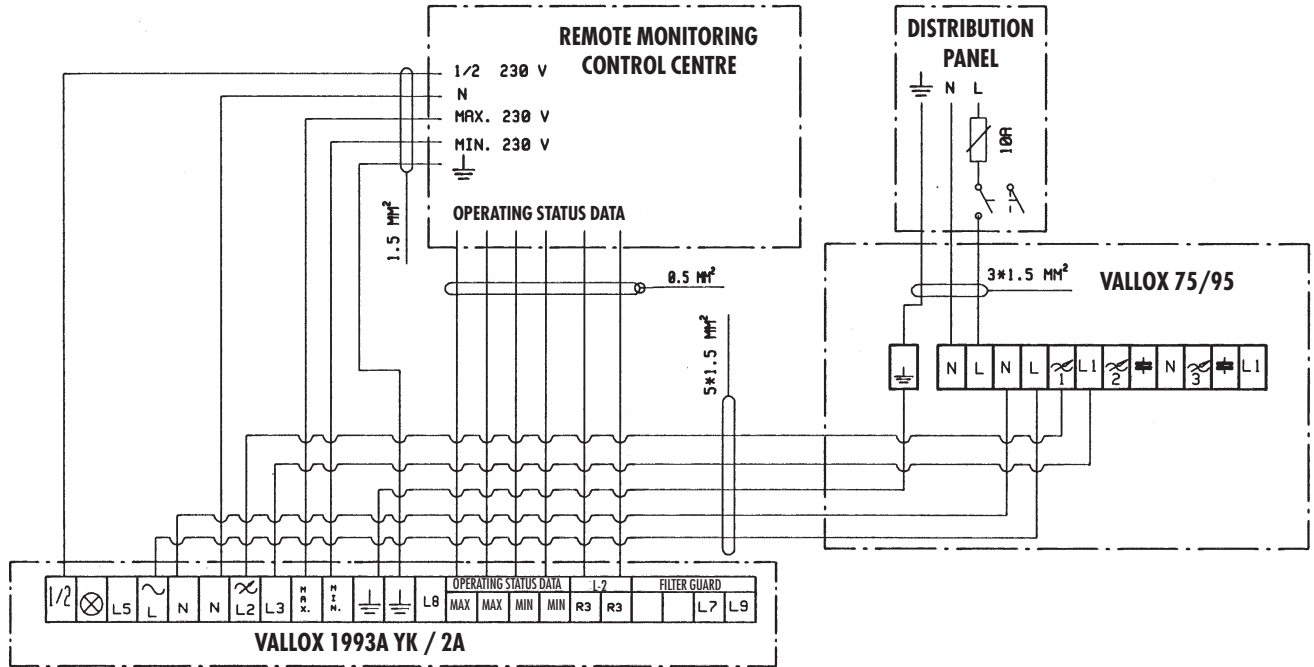 REMOTE MONITORING
CONTROL CENTRE
1/2 230 V
N
MAX. 230 V
MIN. 230 V
OPERATING STATUS DATA
1.5 MM²
0.5 MM²
5*1.5 MM²
DISTRIBUTION
PANEL
N L
10A
3*1.5 MM²
VALLOX 75/95
N L N L 1 L1 2 N 3 L1
OPERATING STATUS DATA L-2 FILTER GUARD
1/2 L5 L N N L2 L3 MAX. MIN. L8 MAX MAX MIN MIN R3 R3 L7 L9
VALLOX 1993A YK / 2A